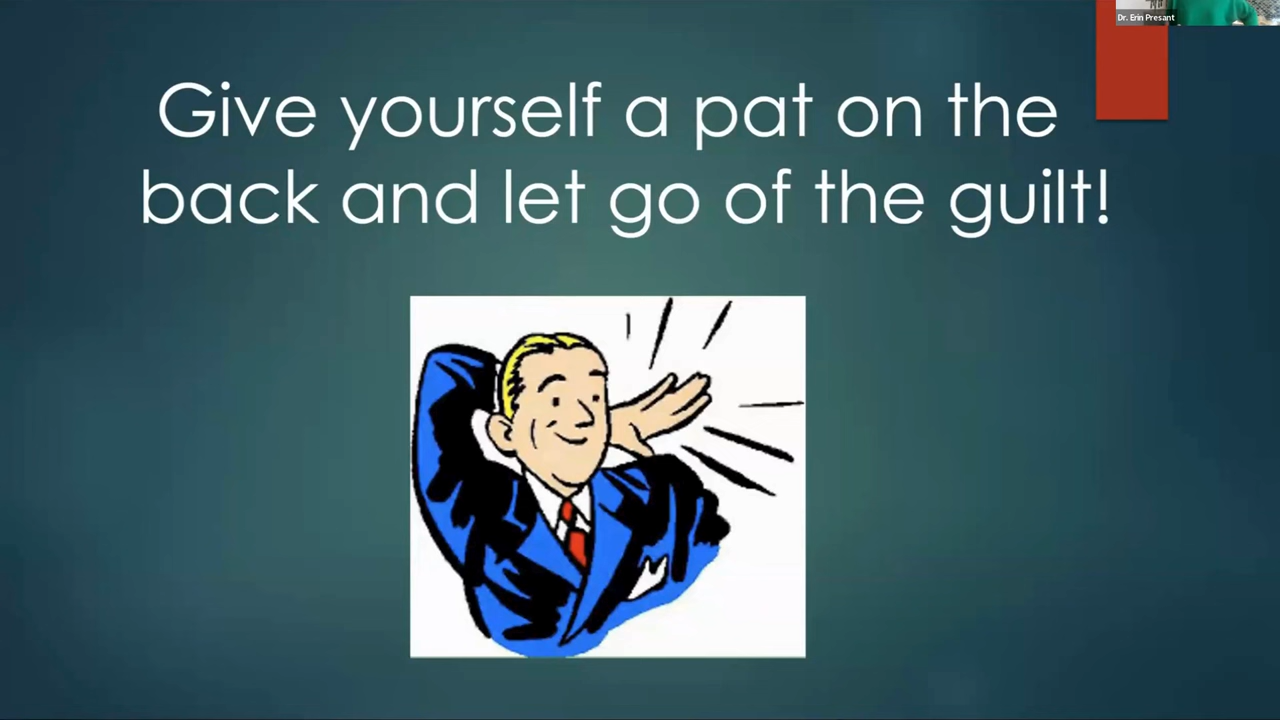 Dr. Erin Presant
Give yourself a pat on the
back and let go of the guilt!